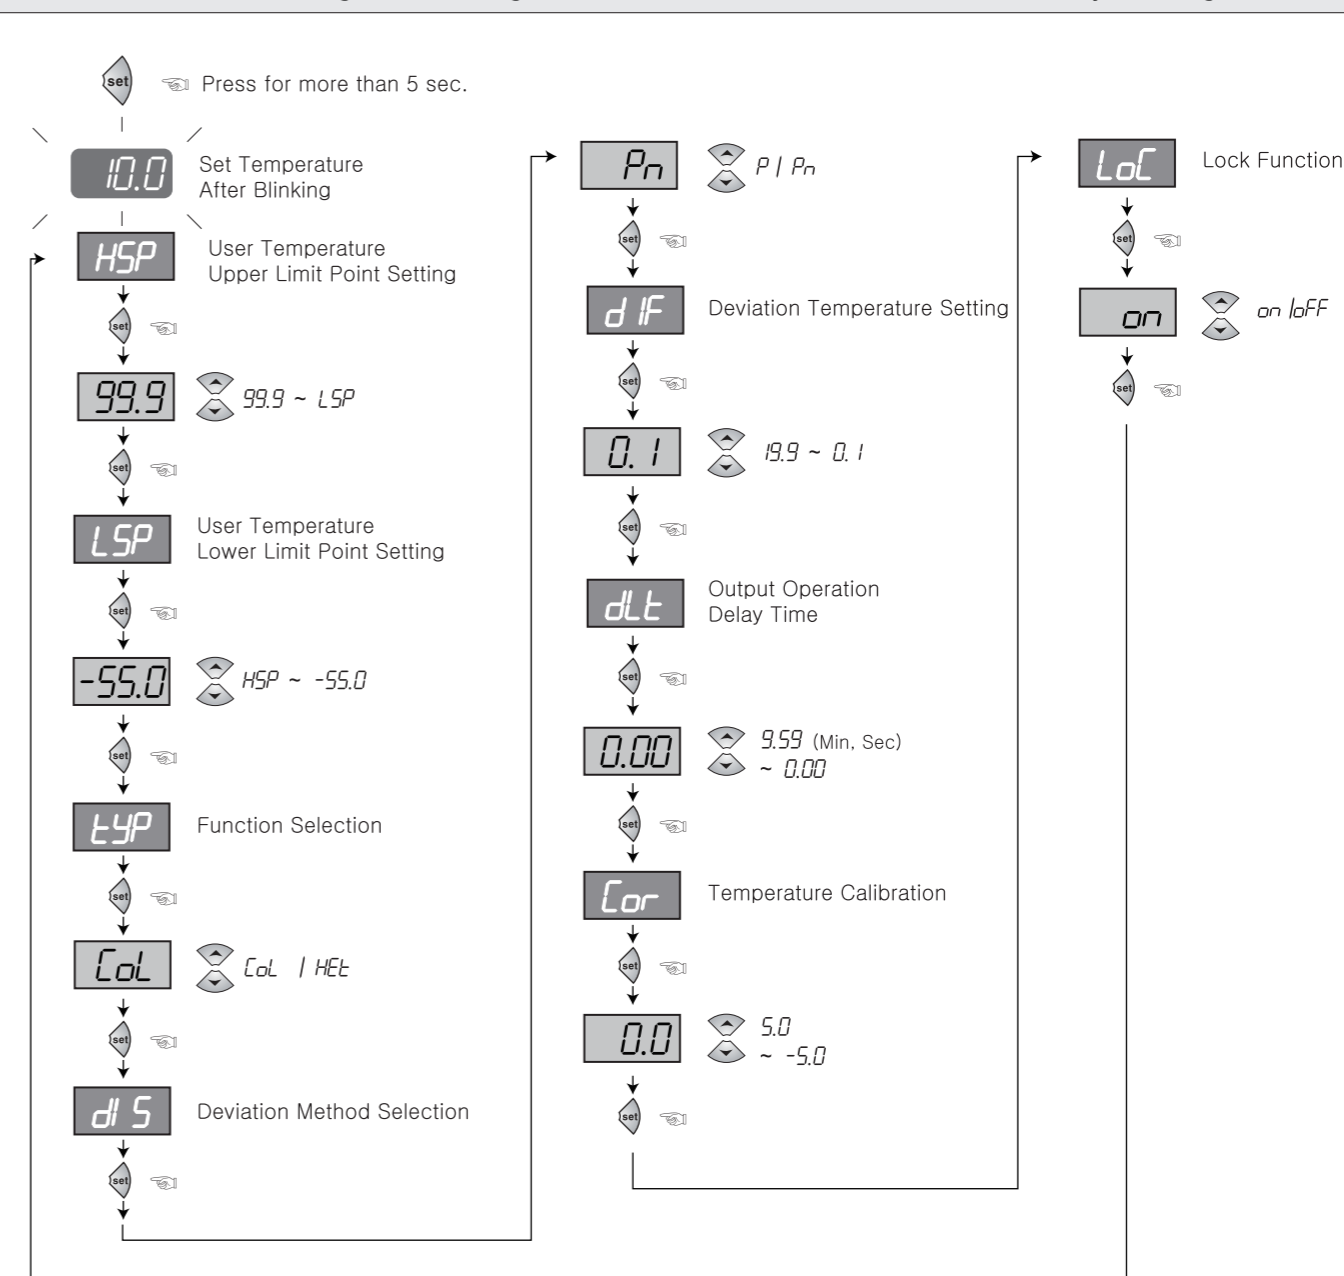 set
Press for more than 5 sec.
10.0
Set Temperature
After Blinking
HSP
User Temperature
Upper Limit Point Setting
set
99.9
99.9 ~ LSP
set
LSP
User Temperature
Lower Limit Point Setting
set
-55.0
HSP ~ -55.0
set
tyP
Function Selection
set
CoL
CoL | HEt
set
dI S
Deviation Method Selection
set
Pn
P | Pn
set
d IF
Deviation Temperature Setting
set
0.1
19.9 ~ 0.1
set
dLt
Output Operation
Delay Time
set
0.00
9.59 (Min, Sec)
~ 0.00
set
Cor
Temperature Calibration
set
0.0
5.0
~ -5.0
set
LoC
Lock Function
set
on
on |oFF
set